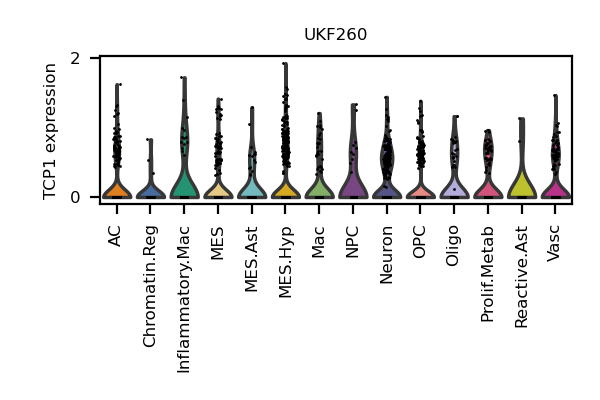 UKF260
TCP1 expression
2
0
AC
Chromatin.Reg
Inflammatory.Mac
MES
MES.Ast
MES.Hyp
Mac
NPC
Neuron
OPC
Oligo
Prolif.Metab
Reactive.Ast
Vasc